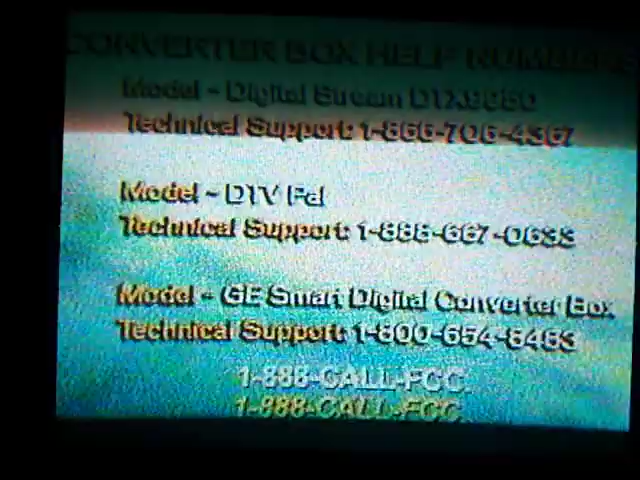 CONVERTER BOX HELP NUMBERS
Model - Digital Stream DTX9950
Technical Support: 1-866-706-4367
Model - DTV Pal
Technical Support: 1-888-667-0633
Model - GE Smart Digital Converter Box
Technical Support 1-800-654-8483
1-888-CALL-FCC.
1-888-CALL-FCC.